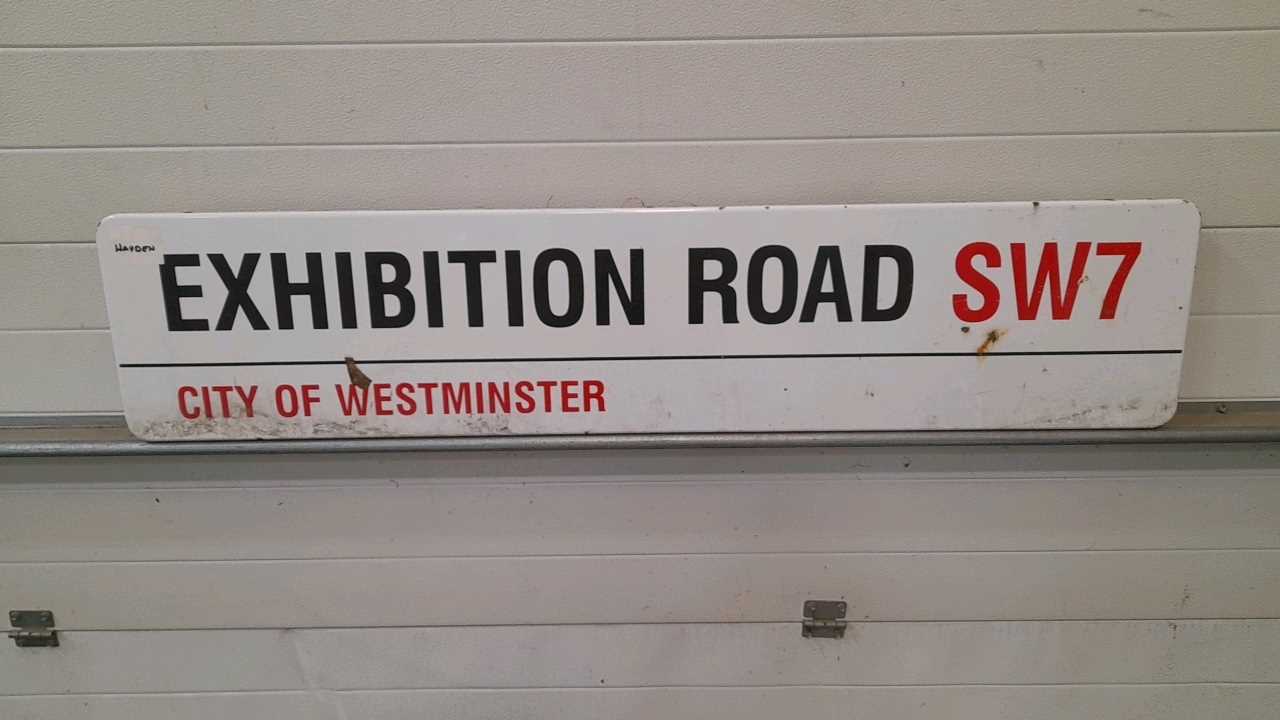 HAYDEN
EXHIBITION ROAD SW7
CITY OF WESTMINSTER